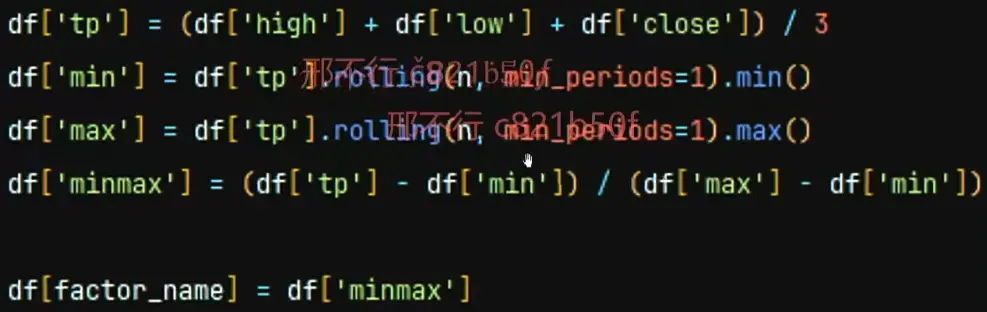 df['tp'] = (df['high'] + df['low'] + df['close']) / 3
df['min'] = df['tp'].rolling(n, min_periods=1).min()
邢不行 c821b50f
df['max'] = df['tp'].rolling(n, min_periods=1).max()
邢不行 c821b50f
df['minmax'] = (df['tp'] - df['min']) / (df['max'] - df['min'])
df[factor_name] = df['minmax']